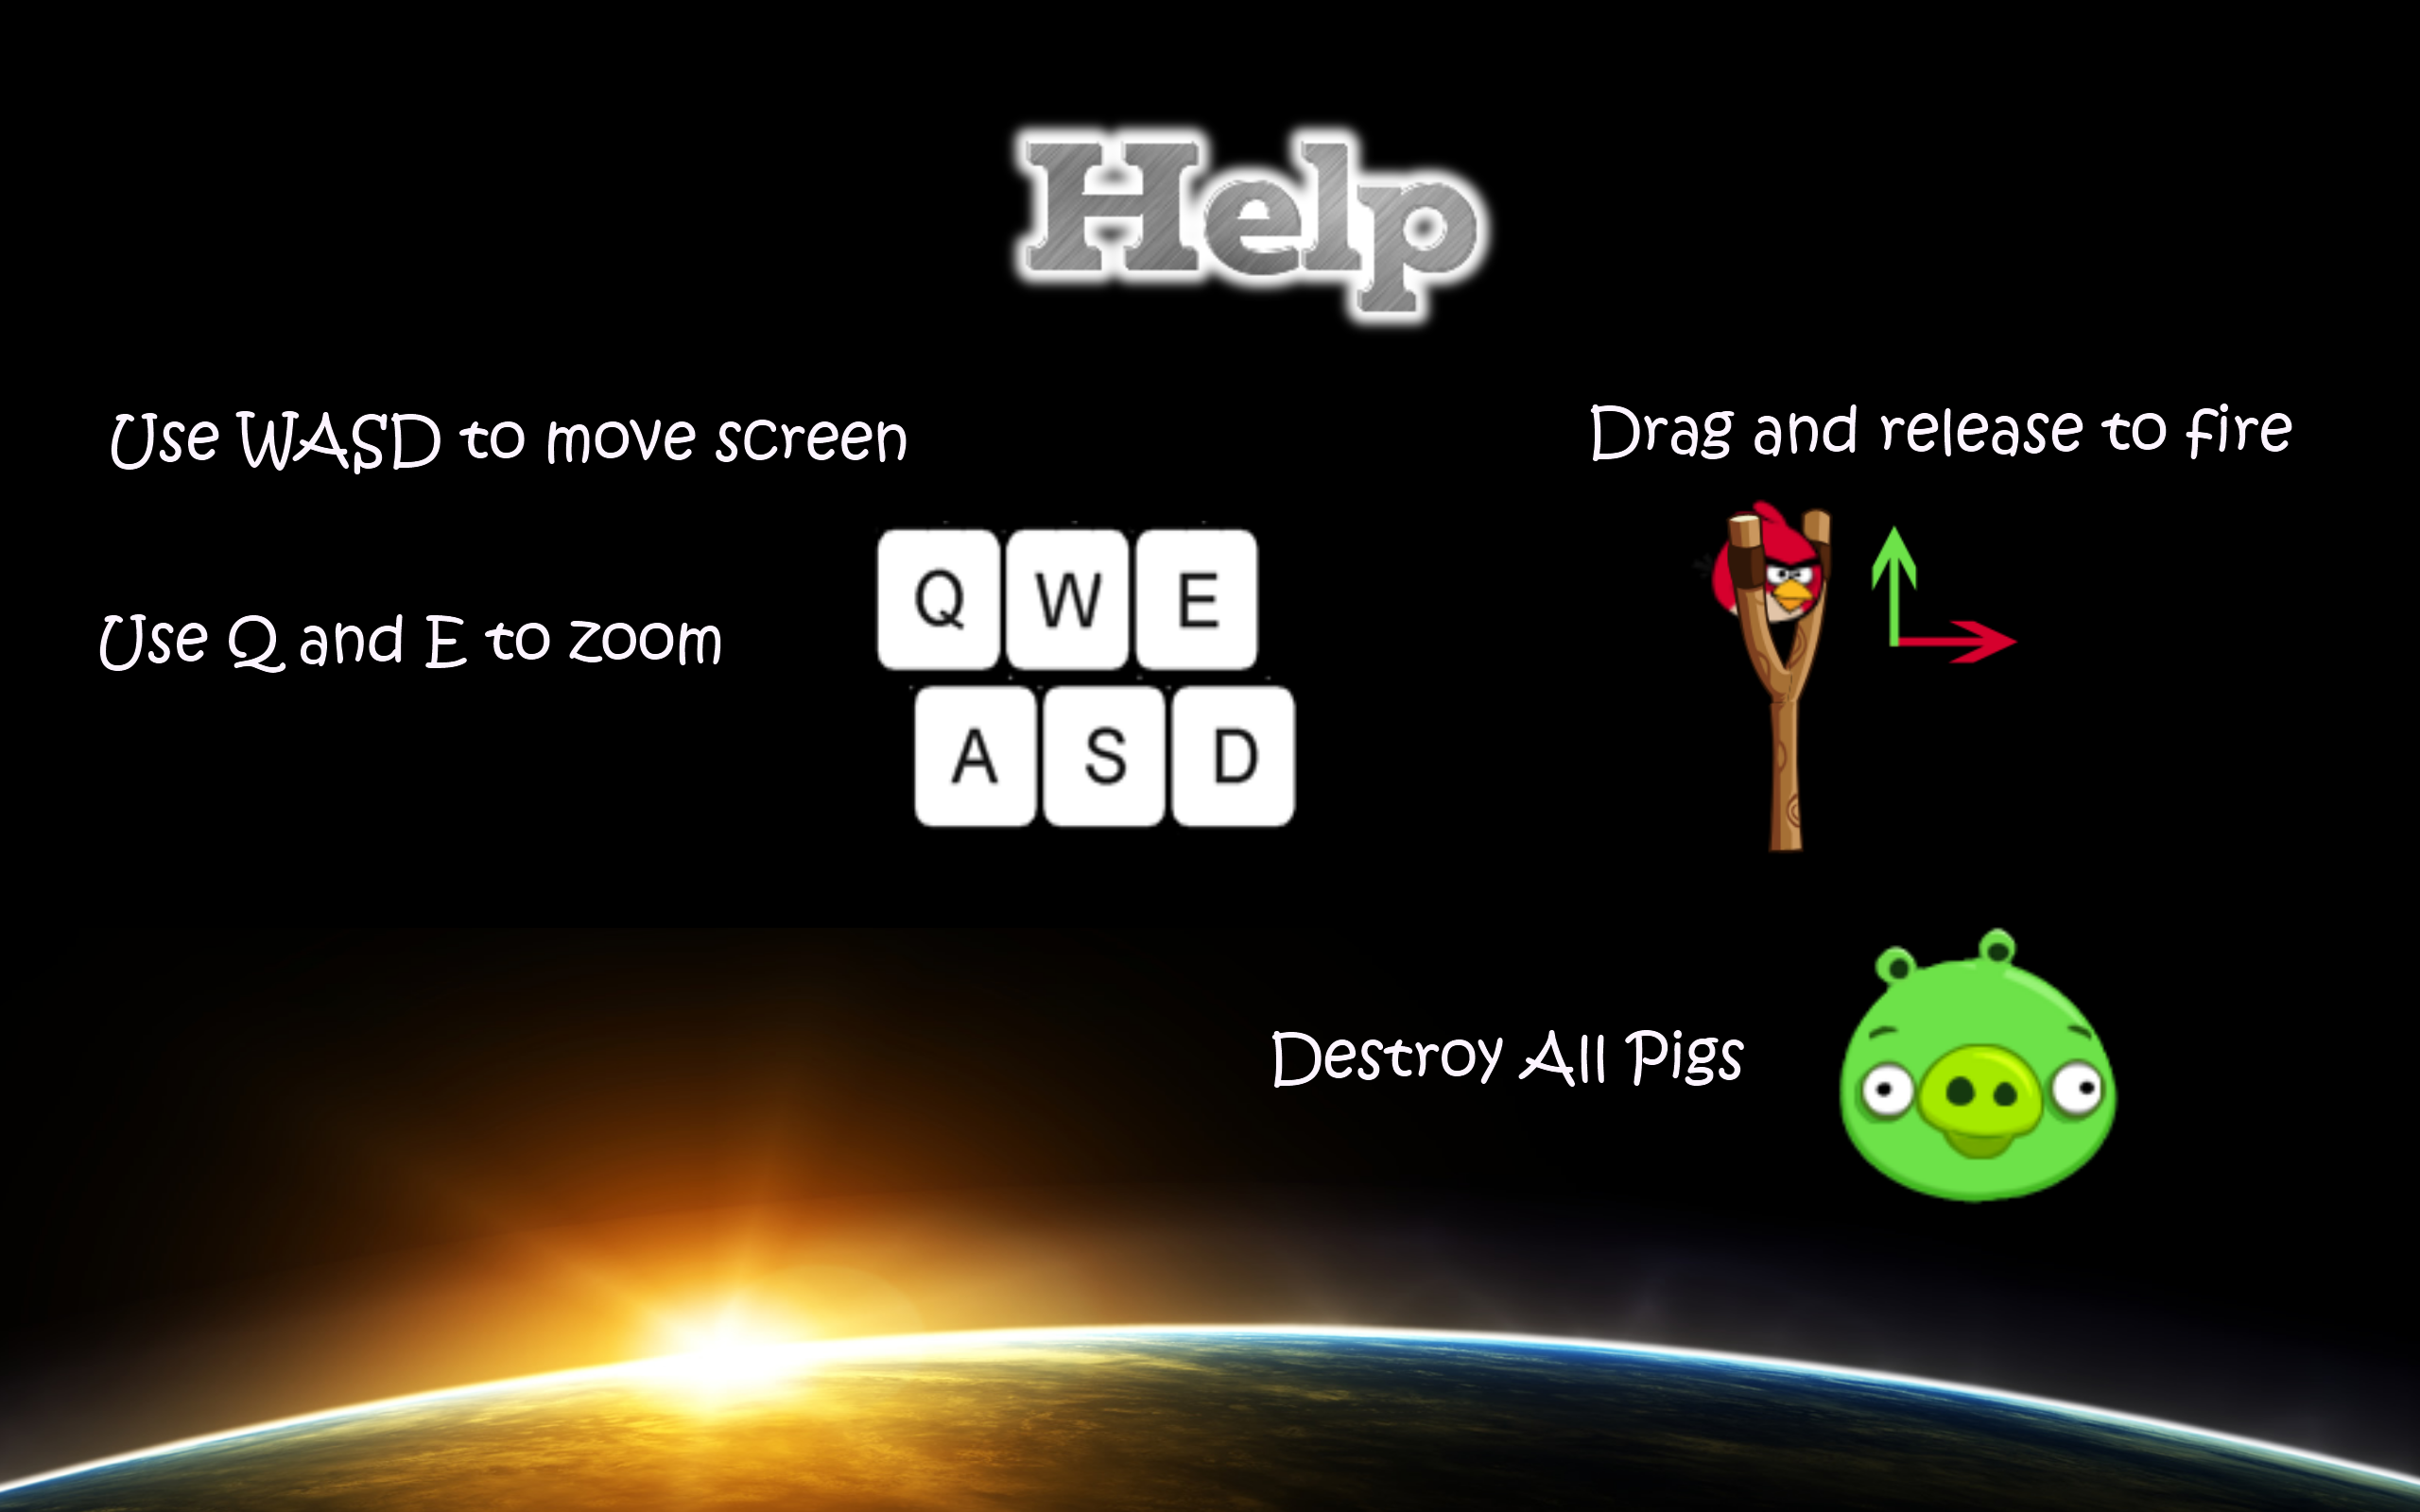 Help
Use WASD to move screen
Drag and release to fire
Use Q and E to zoom
Q W E
A S D
Destroy All Pigs